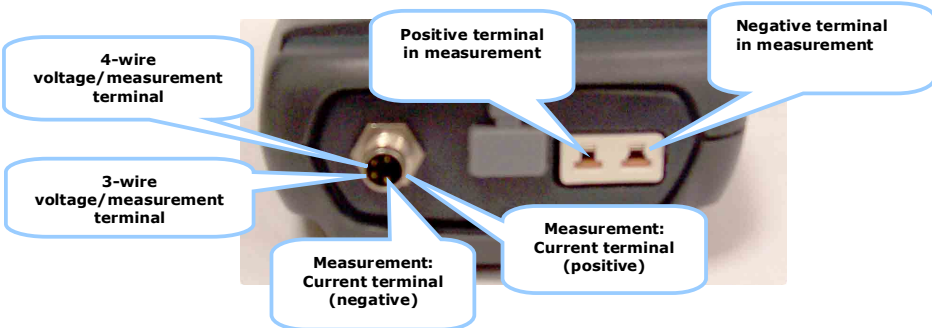 4-wire
voltage/measurement
terminal
Positive terminal
in measurement
Negative terminal
in measurement
3-wire
voltage/measurement
terminal
Measurement:
Current terminal
(negative)
Measurement:
Current terminal
(positive)